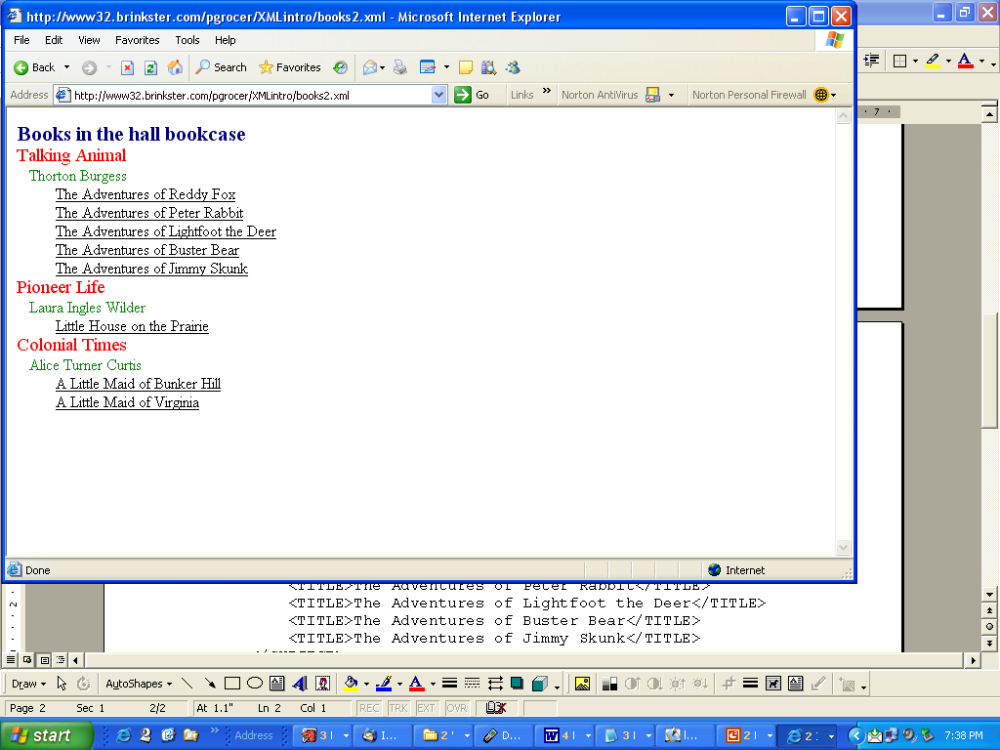 http://www32.brinkster.com/pgrocer/XMLintro/books2.xml - Microsoft Internet Explorer
File Edit View Favorites Tools Help
Back Search Favorites
Address http://www32.brinkster.com/pgrocer/XMLintro/books2.xml Go Links » Norton AntiVirus Norton Personal Firewall
· 7 ·
Books in the hall bookcase
Talking Animal
Thorton Burgess
The Adventures of Reddy Fox
The Adventures of Peter Rabbit
The Adventures of Lightfoot the Deer
The Adventures of Buster Bear
The Adventures of Jimmy Skunk
Pioneer Life
Laura Ingles Wilder
Little House on the Prairie
Colonial Times
Alice Turner Curtis
A Little Maid of Bunker Hill
A Little Maid of Virginia
Done Internet
<TITLE>The Adventures of Peter Rabbit</TITLE>
<TITLE>The Adventures of Lightfoot the Deer</TITLE>
<TITLE>The Adventures of Buster Bear</TITLE>
<TITLE>The Adventures of Jimmy Skunk</TITLE>
Draw AutoShapes
Page 2 Sec 1 2/2 At 1.1" Ln 2 Col 1 REC TRK EXT OVR
start » Address 3 I I... 2 ' D... 4 I 3 I I... 2 I 2 : 7:38 PM